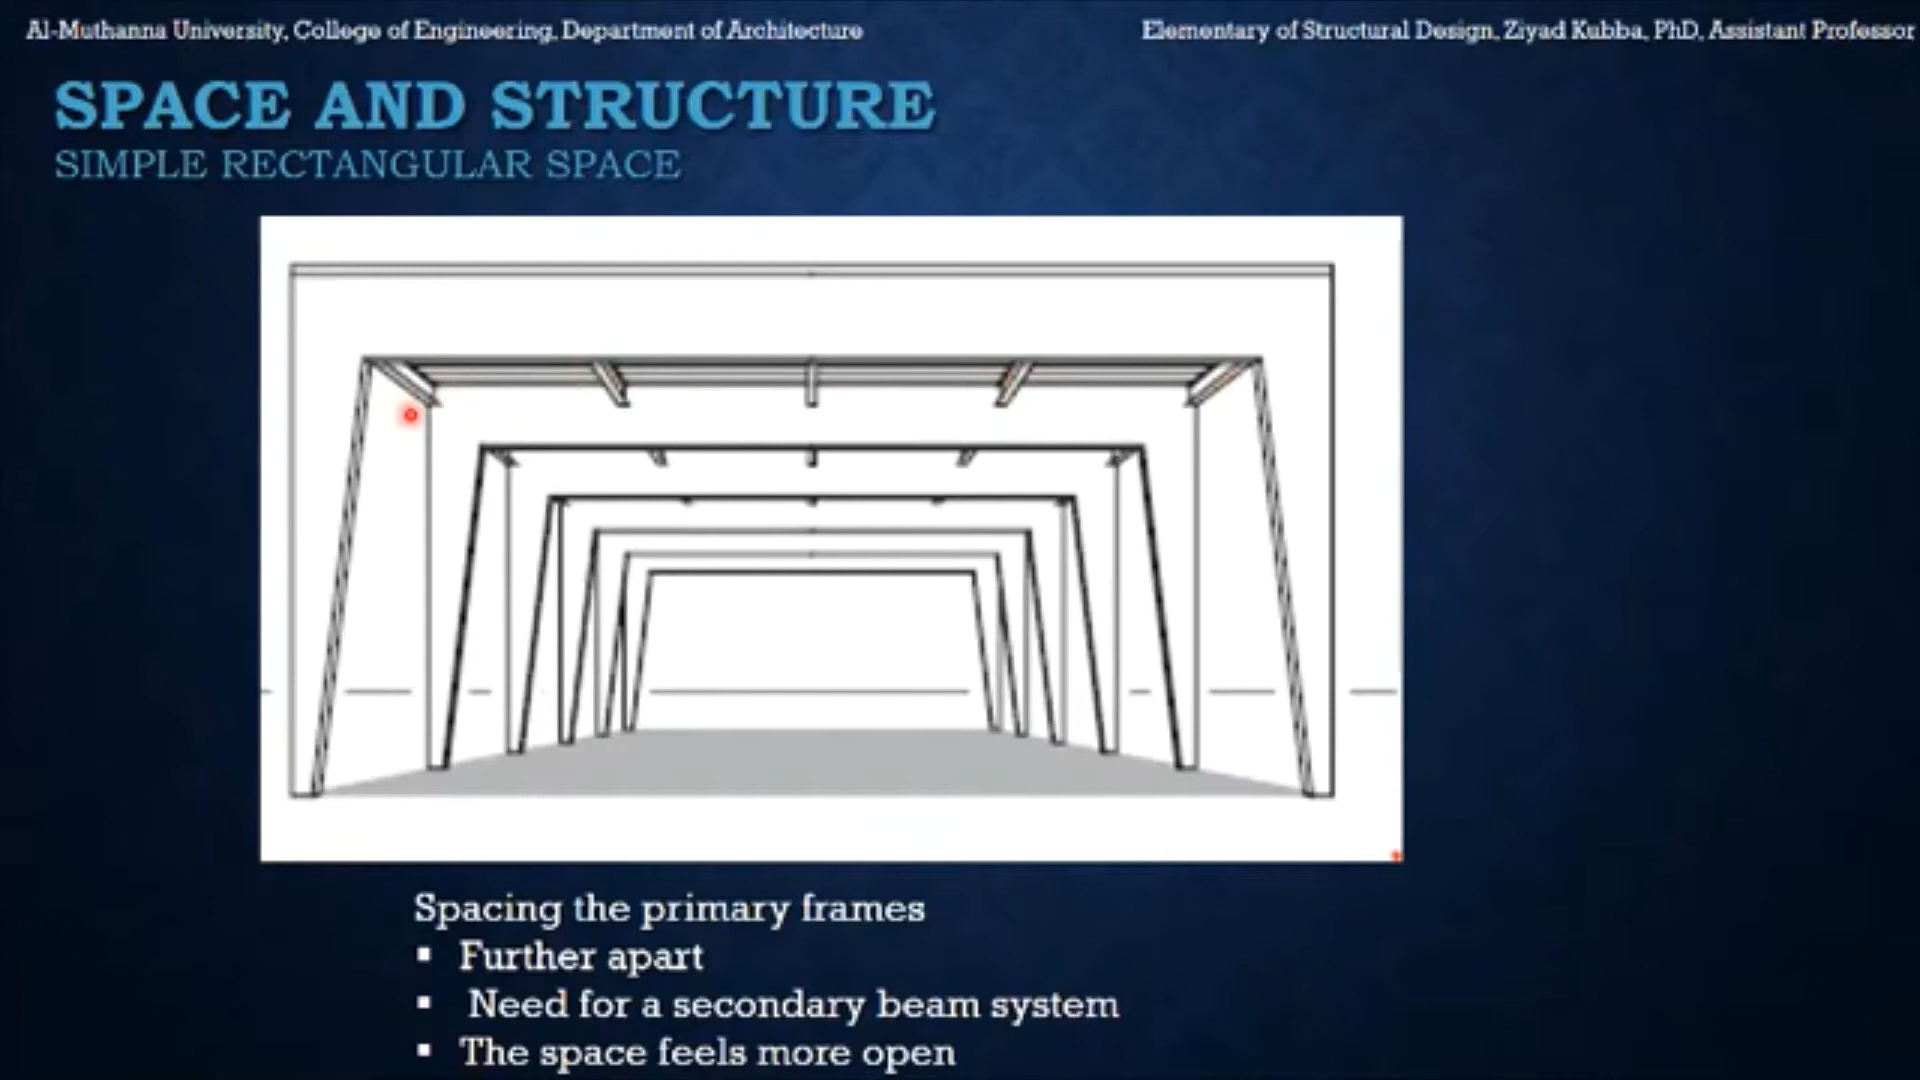 Al-Muthanna University, College of Engineering, Department of Architecture
Elementary of Structural Design, Ziyad Kubba, PhD, Assistant Professor
SPACE AND STRUCTURE
SIMPLE RECTANGULAR SPACE
Spacing the primary frames
▪ Further apart
▪ Need for a secondary beam system
▪ The space feels more open